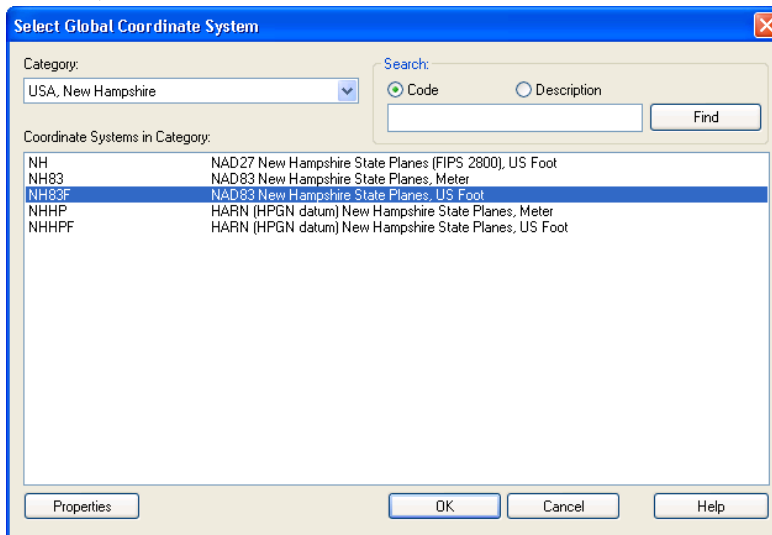 Select Global Coordinate System
Category:
USA, New Hampshire
Search:
Code
Description
Find
Coordinate Systems in Category:
NH NAD27 New Hampshire State Planes (FIPS 2800), US Foot
NH83 NAD83 New Hampshire State Planes, Meter
NH83F NAD83 New Hampshire State Planes, US Foot
NHHP HARN (HPGN datum) New Hampshire State Planes, Meter
NHHPF HARN (HPGN datum) New Hampshire State Planes, US Foot
Properties
OK
Cancel
Help